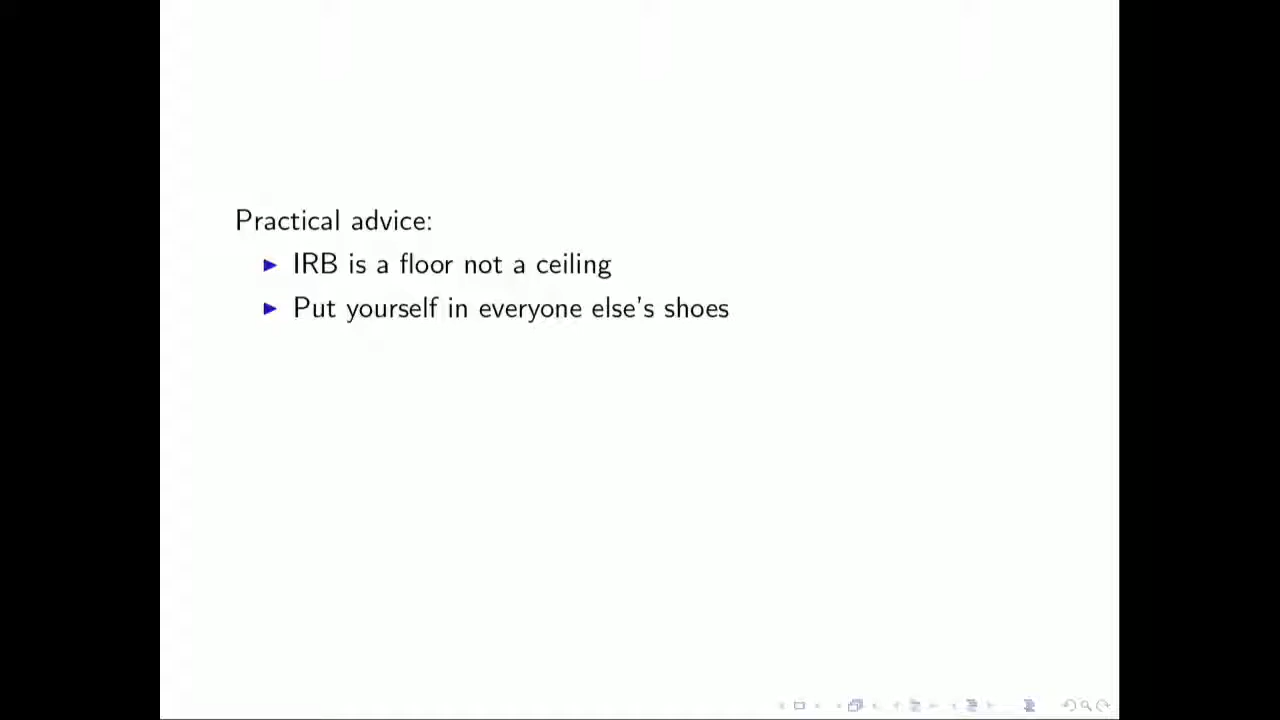 Practical advice:
IRB is a floor not a ceiling
Put yourself in everyone else's shoes